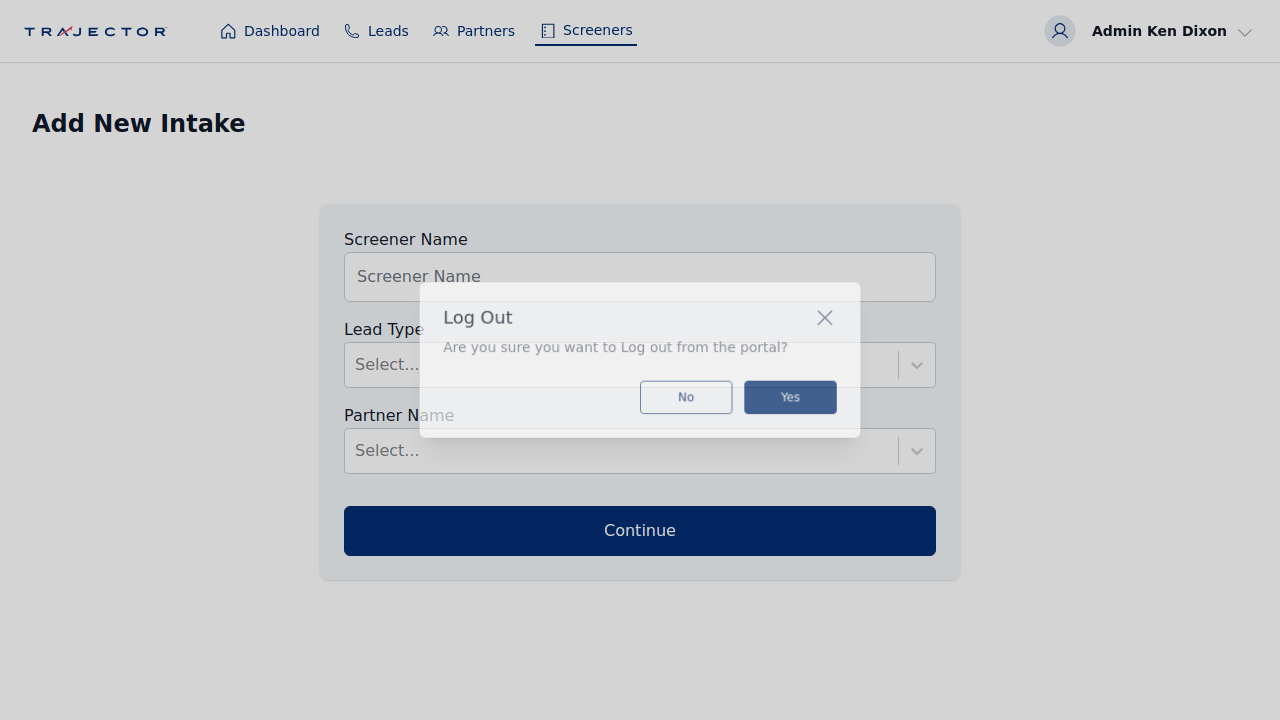 TRAJECTOR
Dashboard
Leads
Partners
Screeners
Admin Ken Dixon
Add New Intake
Screener Name
Screener Name
Log Out
Lead Type
Are you sure you want to Log out from the portal?
Select...
No
Yes
Partner Name
Select...
Continue